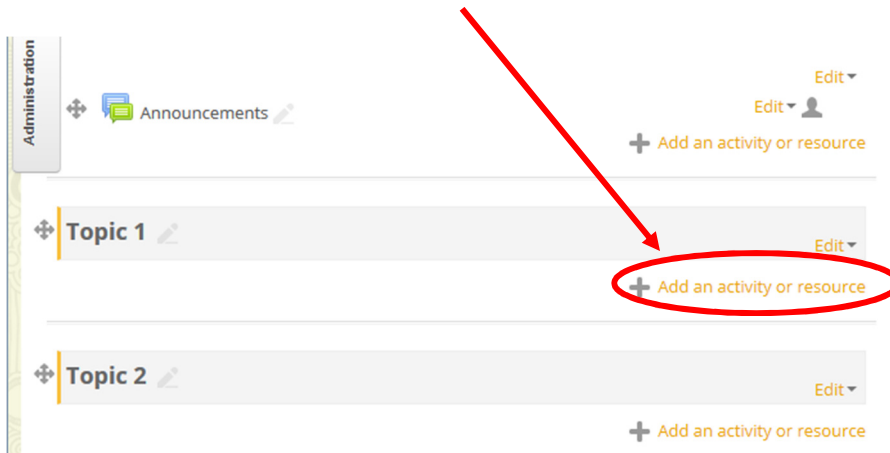 Administration
Edit
Announcements
Edit
Add an activity or resource
Topic 1
Edit
Add an activity or resource
Topic 2
Edit
Add an activity or resource